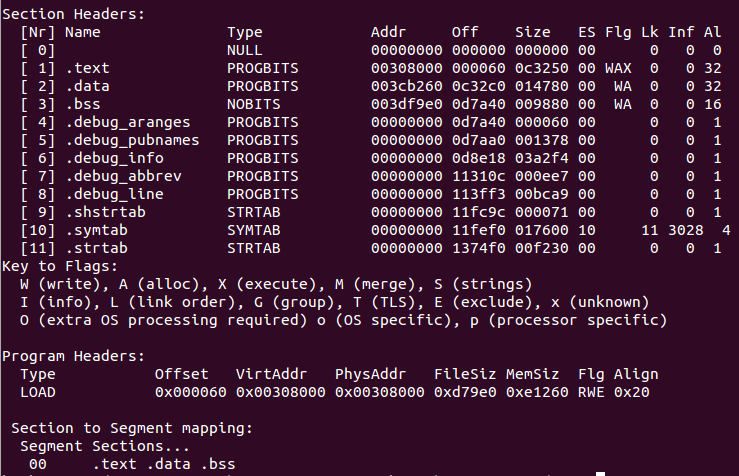 Section Headers:
  [Nr] Name              Type            Addr     Off    Size   ES Flg Lk Inf Al
  [ 0]                   NULL            00000000 000000 000000 00      0   0  0
  [ 1] .text             PROGBITS        00308000 000060 0c3250 00 WAX  0   0 32
  [ 2] .data             PROGBITS        003cb260 0c32c0 014780 00  WA  0   0 32
  [ 3] .bss              NOBITS          003df9e0 0d7a40 009880 00  WA  0   0 16
  [ 4] .debug_aranges    PROGBITS        00000000 0d7a40 000060 00      0   0  1
  [ 5] .debug_pubnames   PROGBITS        00000000 0d7aa0 001378 00      0   0  1
  [ 6] .debug_info       PROGBITS        00000000 0d8e18 03a2f4 00      0   0  1
  [ 7] .debug_abbrev     PROGBITS        00000000 11310c 000ee7 00      0   0  1
  [ 8] .debug_line       PROGBITS        00000000 113ff3 00bca9 00      0   0  1
  [ 9] .shstrtab         STRTAB          00000000 11fc9c 000071 00      0   0  1
  [10] .symtab           SYMTAB          00000000 11fef0 017600 10     11 3028  4
  [11] .strtab           STRTAB          00000000 1374f0 00f230 00      0   0  1
Key to Flags:
  W (write), A (alloc), X (execute), M (merge), S (strings)
  I (info), L (link order), G (group), T (TLS), E (exclude), x (unknown)
  O (extra OS processing required) o (OS specific), p (processor specific)
Program Headers:
  Type           Offset   VirtAddr   PhysAddr   FileSiz MemSiz  Flg Align
  LOAD           0x000060 0x00308000 0x00308000 0xd79e0 0xe1260 RWE 0x20
 Section to Segment mapping:
  Segment Sections...
   00     .text .data .bss